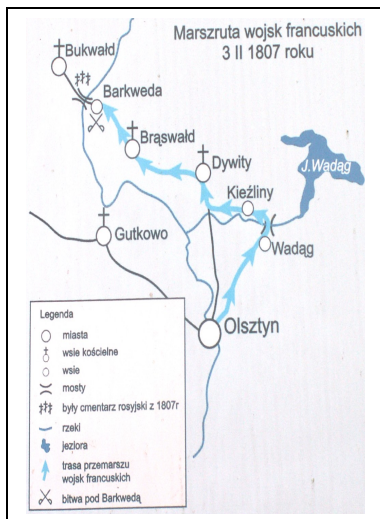 Marszruta wojsk francuskich
3 II 1807 roku
Bukwałd
Barkweda
Brąswałd
Dywity
Kieźliny
J.Wadąg
Wadąg
Gutkowo
Olsztyn
Legenda
miasta
wsie kościelne
wsie
mosty
były cmentarz rosyjski z 1807r
rzeki
jeziora
trasa przemarszu
wojsk francuskich
bitwa pod Barkwedą